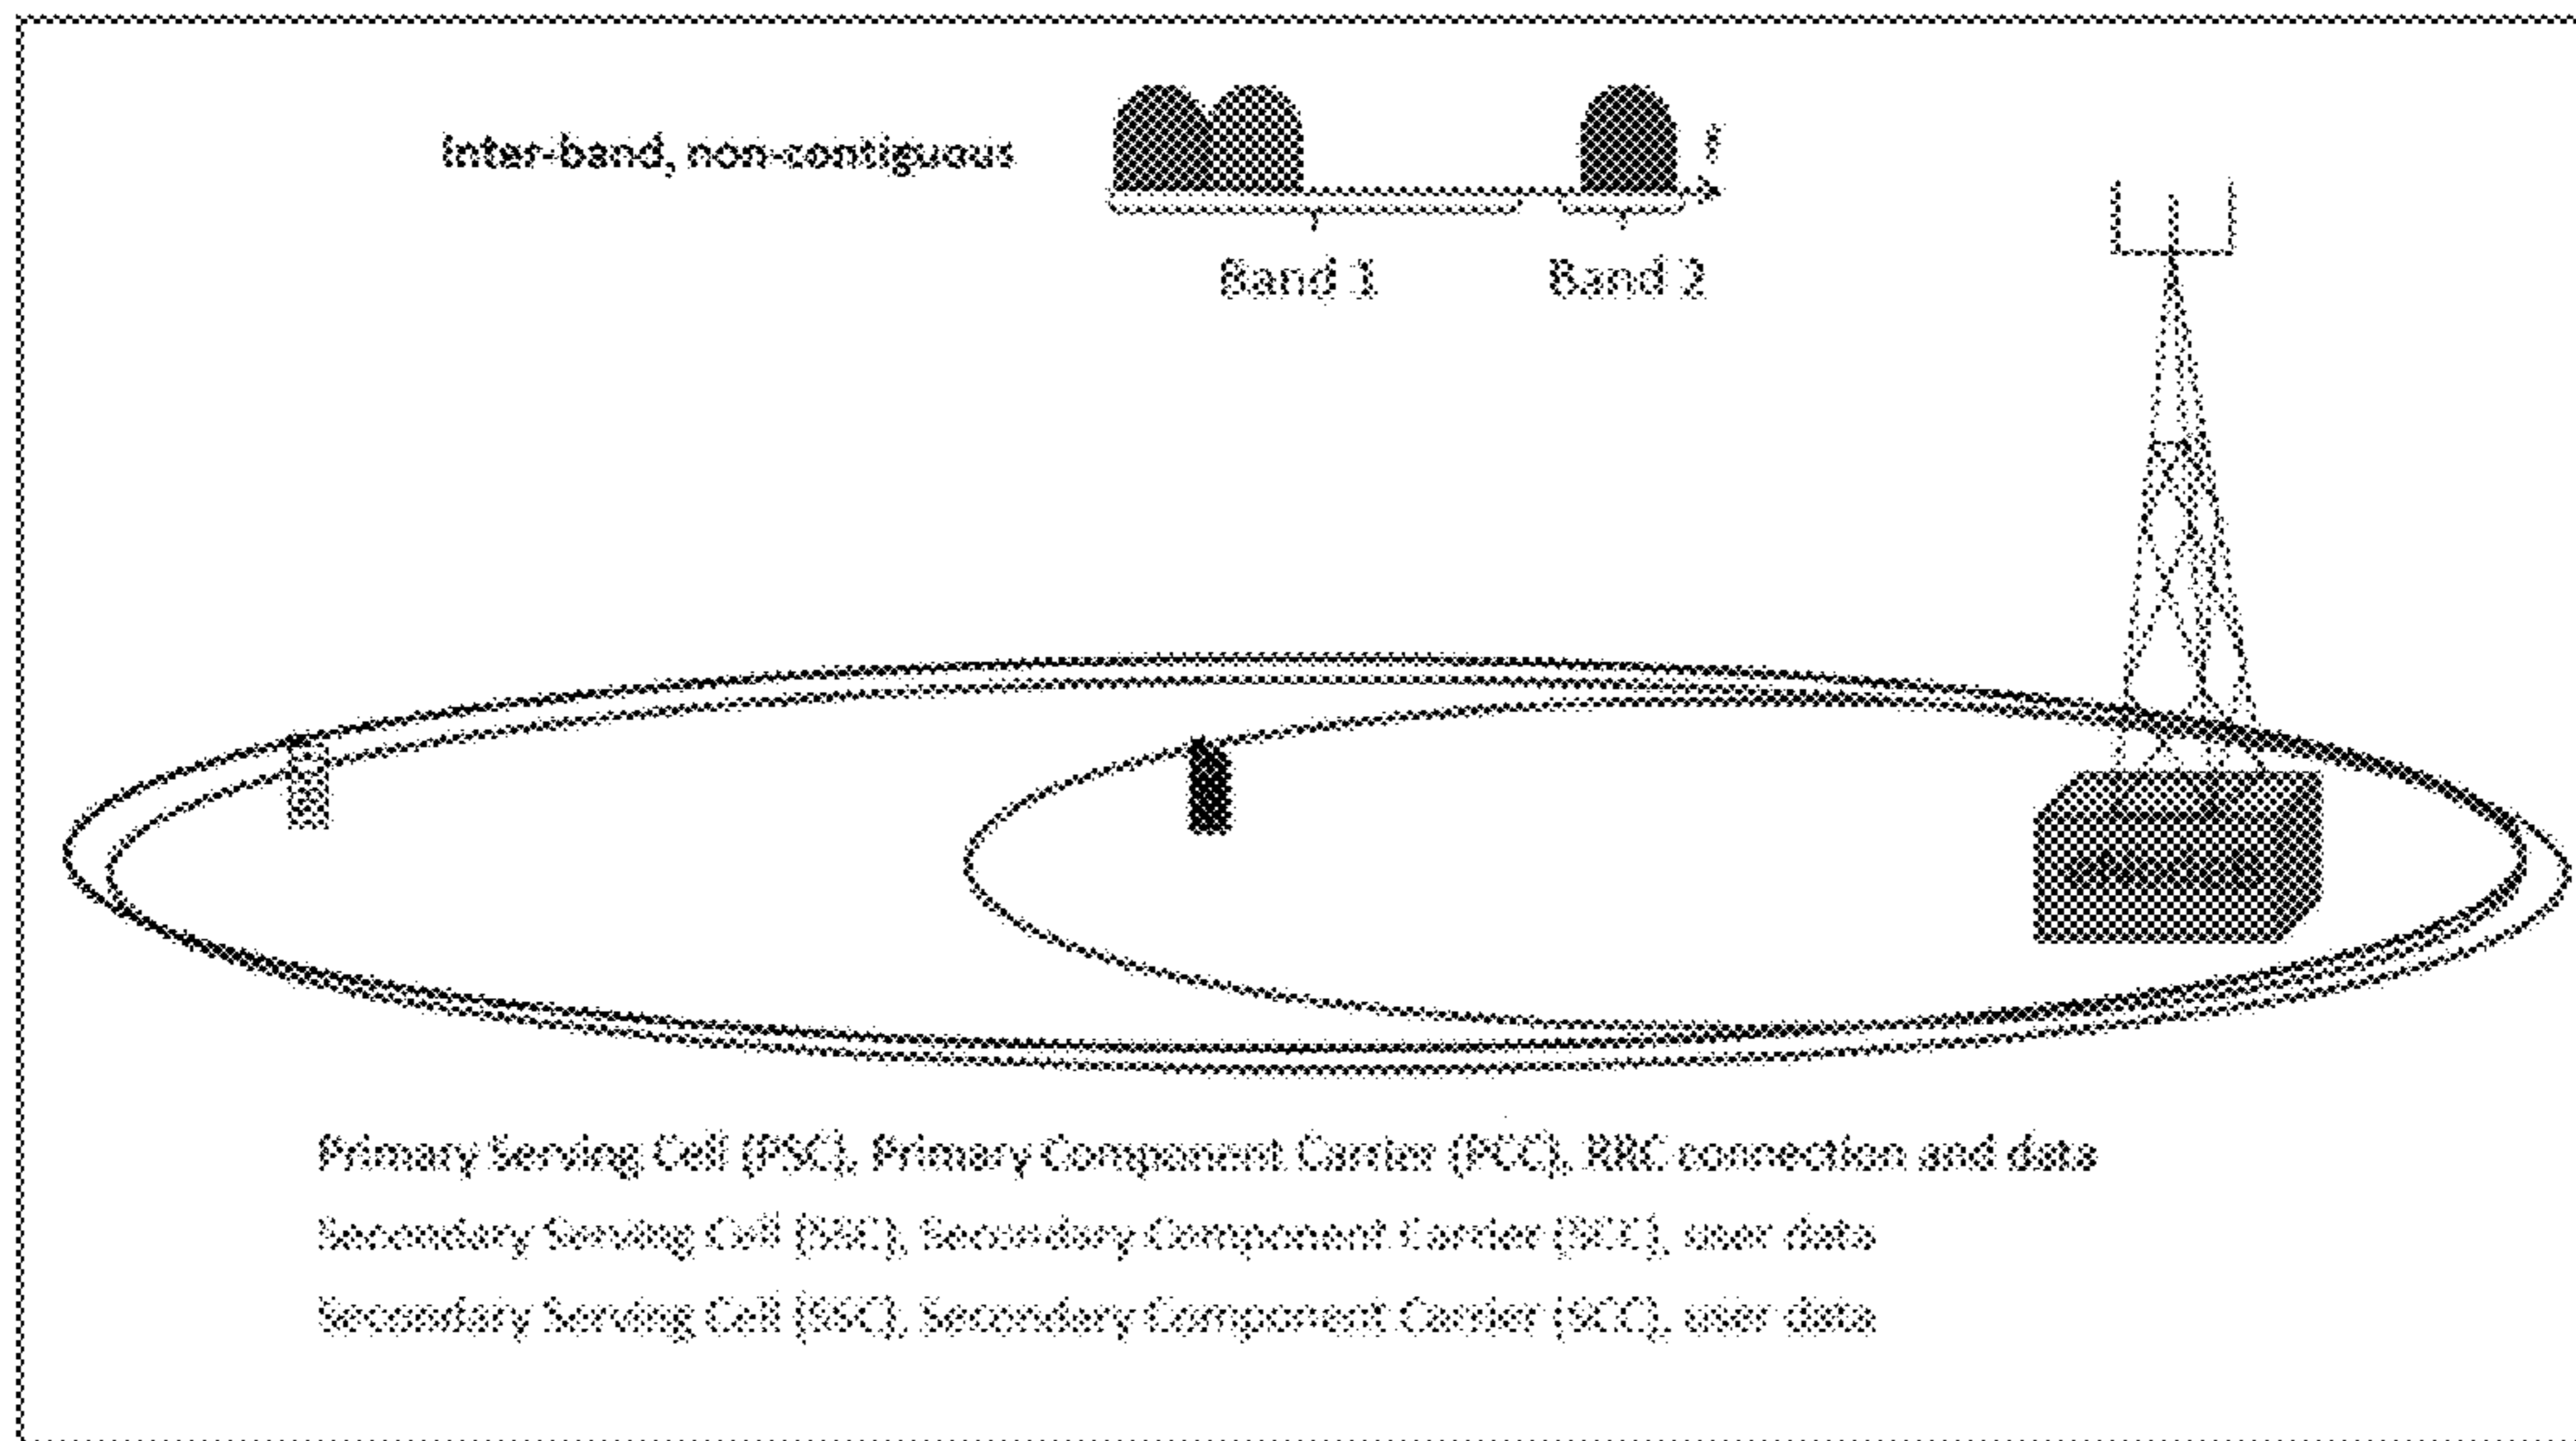 Inter-band, non-contiguous
f
Band 1
Band 2
Primary Serving Cell (PSC), Primary Component Carrier (PCC), RRC connection and data
Secondary Serving Cell (SSC), Secondary Component Carrier (SCC), user data
Secondary Serving Cell (SSC), Secondary Component Carrier (SCC), user data